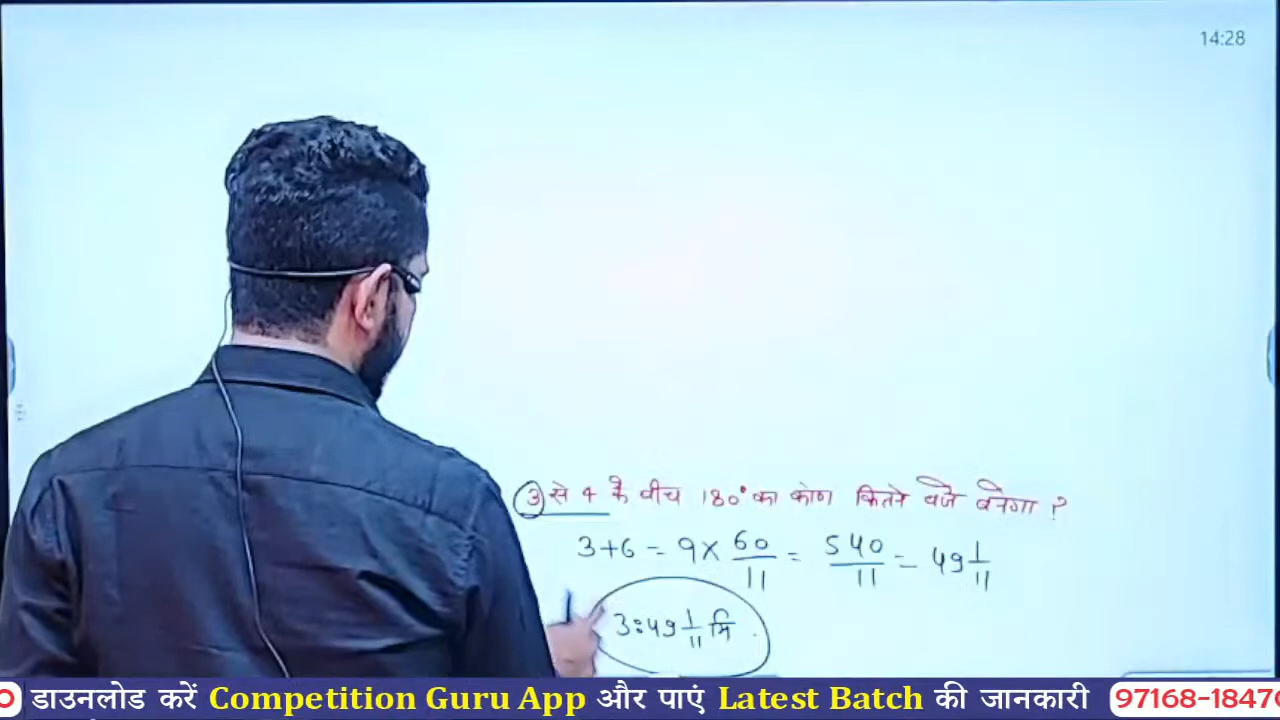 14:28
3 से 4 के बीच 180° का कोण कितने बजे बनेगा ?
3+6 = 9 × 60/11 = 540/11 = 49 1/11
3:49 1/11 मि
डाउनलोड करें Competition Guru App और पाएं Latest Batch की जानकारी 97168-1847